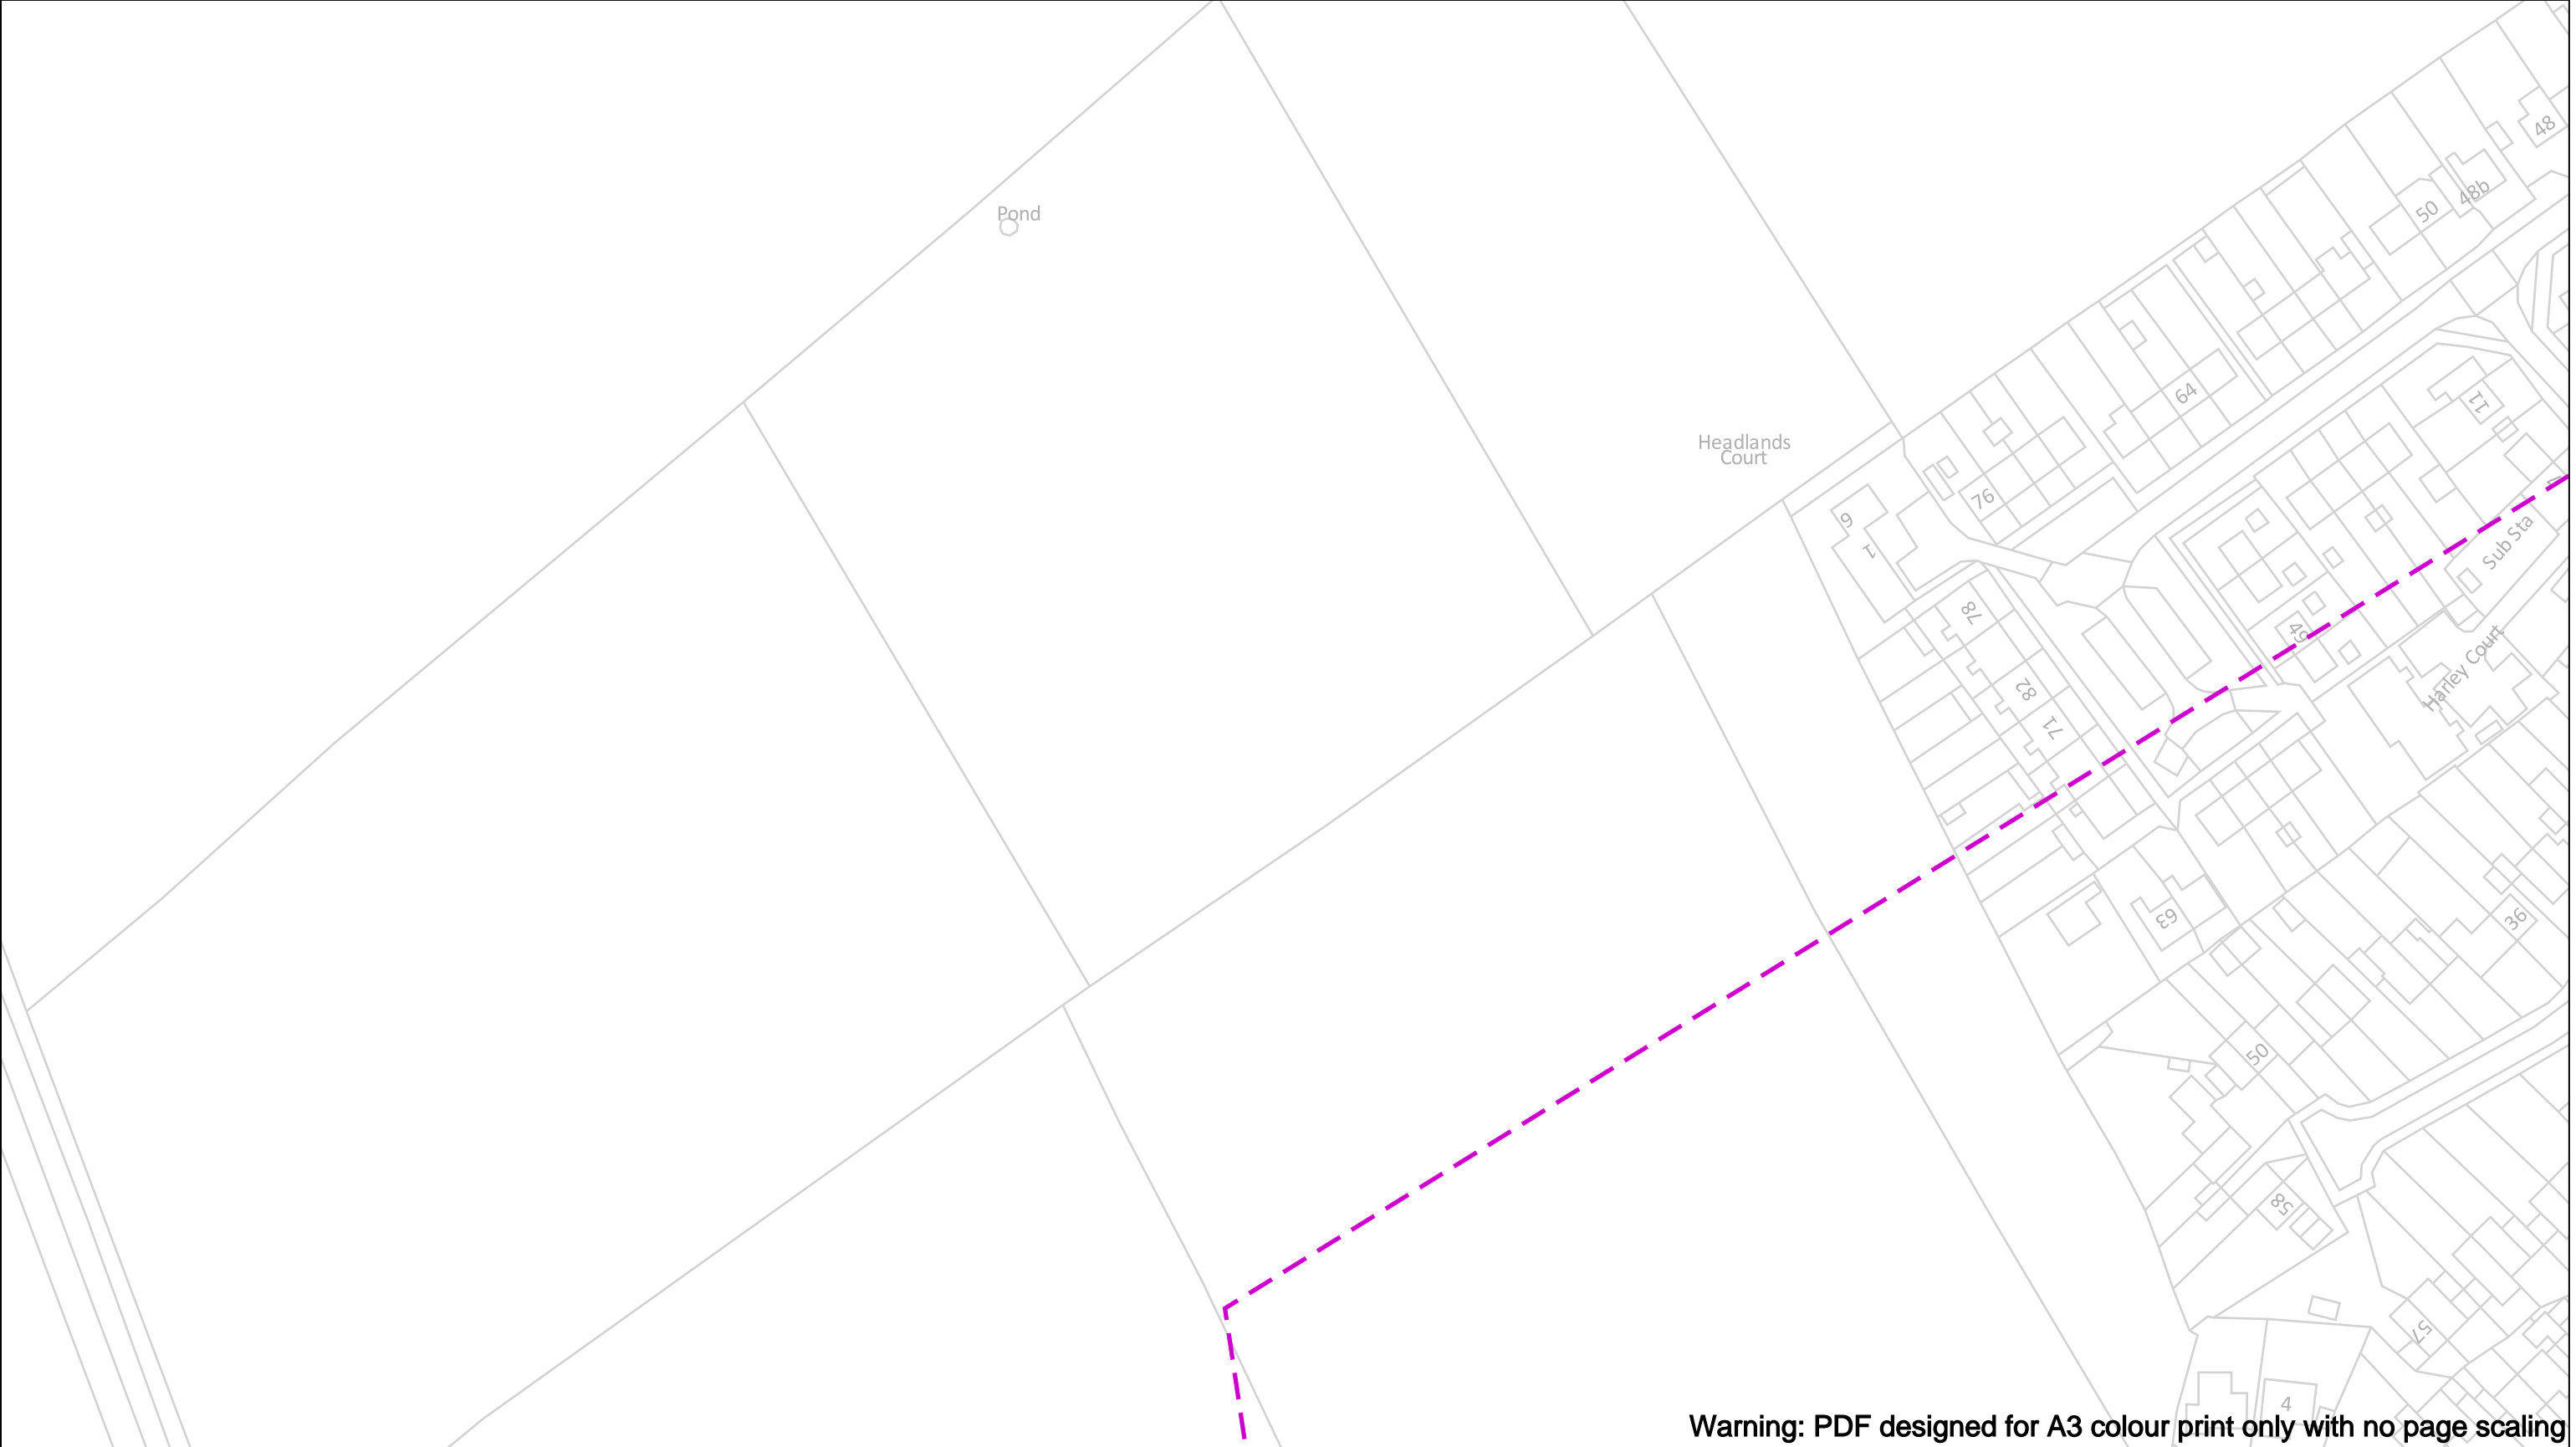 48
48b
50
Pond
64
11
Headlands
Court
76
9
1
Sub Sta
78
49
Harley Court
82
71
63
36
50
58
57
4
Warning: PDF designed for A3 colour print only with no page scaling